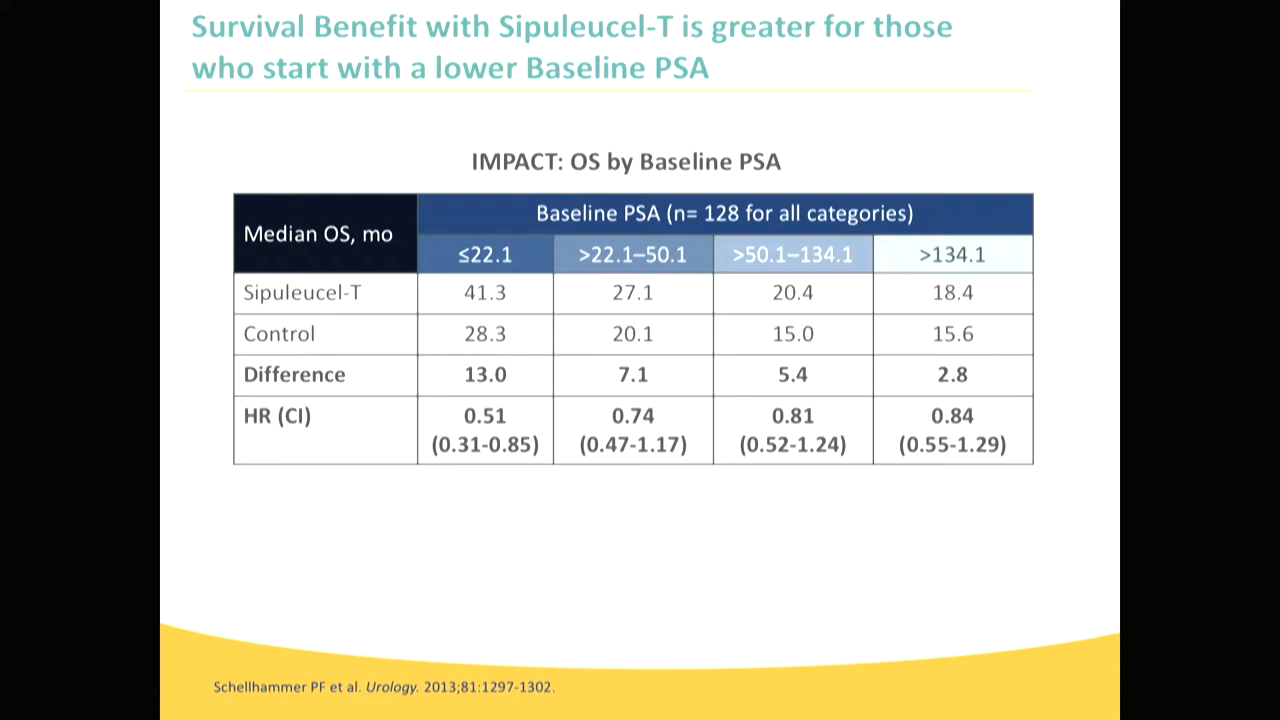 Survival Benefit with Sipuleucel-T is greater for those
who start with a lower Baseline PSA
IMPACT: OS by Baseline PSA
Median OS, mo
Baseline PSA (n= 128 for all categories)
≤22.1 >22.1–50.1 >50.1–134.1 >134.1
Sipuleucel-T 41.3 27.1 20.4 18.4
Control 28.3 20.1 15.0 15.6
Difference 13.0 7.1 5.4 2.8
HR (CI) 0.51 0.74 0.81 0.84
(0.31-0.85) (0.47-1.17) (0.52-1.24) (0.55-1.29)
Schellhammer PF et al. Urology. 2013;81:1297-1302.